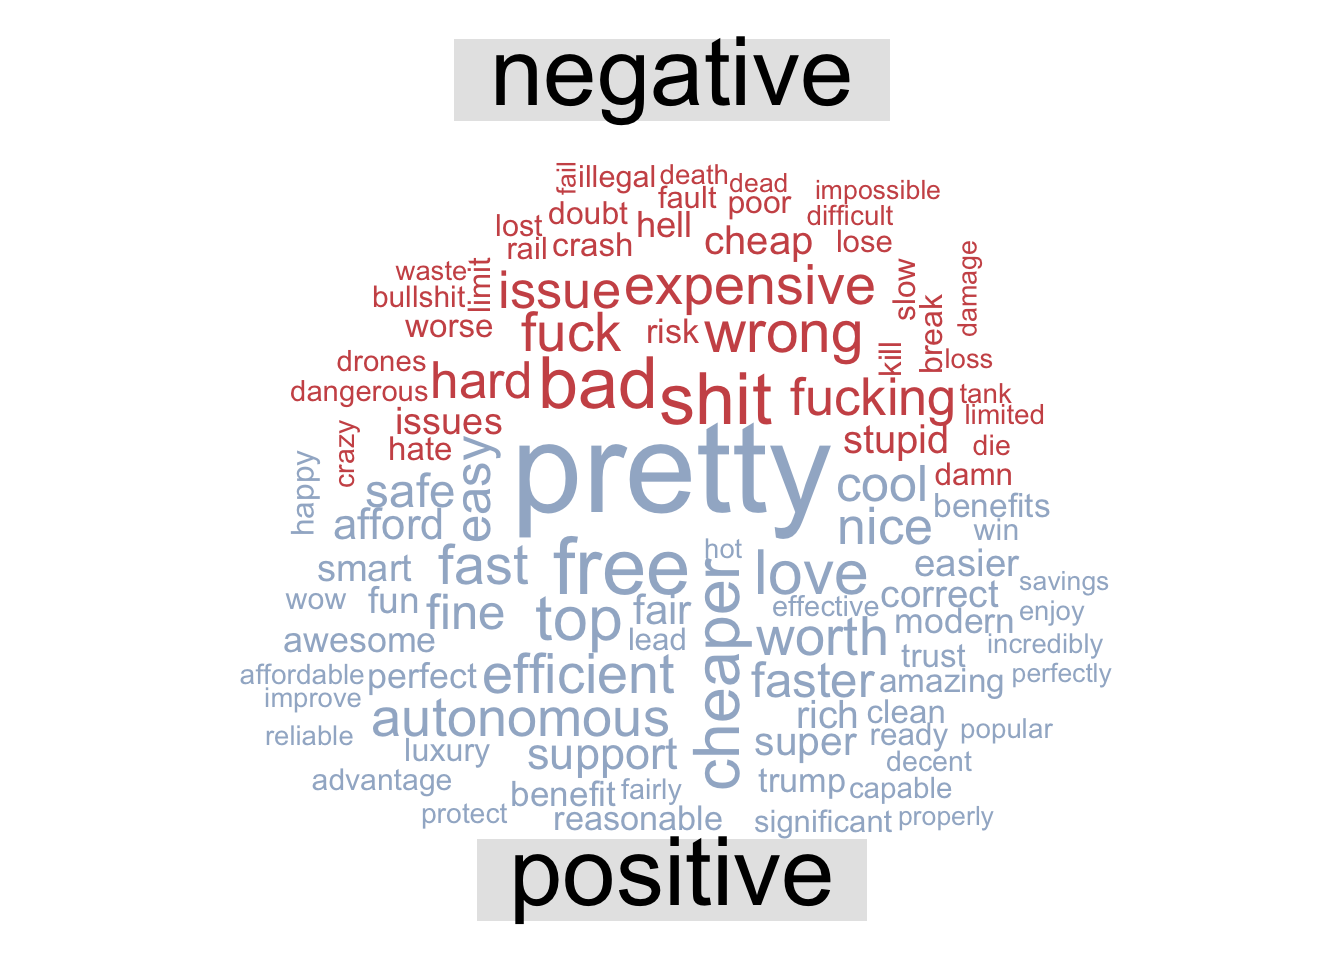 negative
fail illegal death dead impossible
fault poor difficult
lost doubt hell
rail crash cheap lose
waste limit issue expensive slow damage
bullshit
worse fuck risk wrong kill break
drones loss
dangerous hard bad shit fucking tank
issues limited
crazy hate stupid die
damn
happy safe easy pretty cool benefits
afford nice win
smart fast free hot love easier savings
wow fun fine top fair effective correct enjoy
awesome lead cheaper worth modern incredibly
affordable perfect efficient faster trust amazing perfectly
improve
reliable autonomous rich clean popular
luxury support super ready decent
advantage benefit fairly trump capable
protect reasonable significant properly
positive